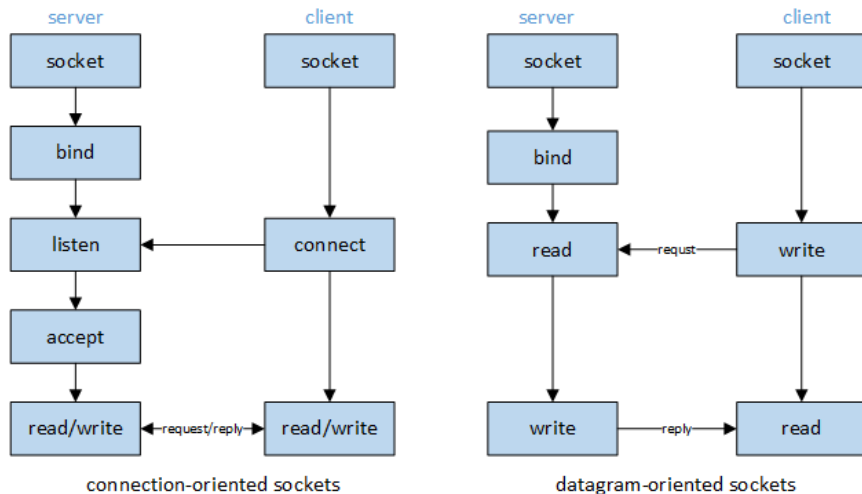 server
client
socket
socket
bind
listen
connect
accept
read/write
request/reply
read/write
connection-oriented sockets
server
client
socket
socket
bind
read
requst
write
write
reply
read
datagram-oriented sockets